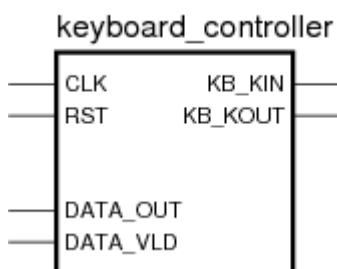 keyboard_controller
CLK KB_KIN
RST KB_KOUT
DATA_OUT
DATA_VLD